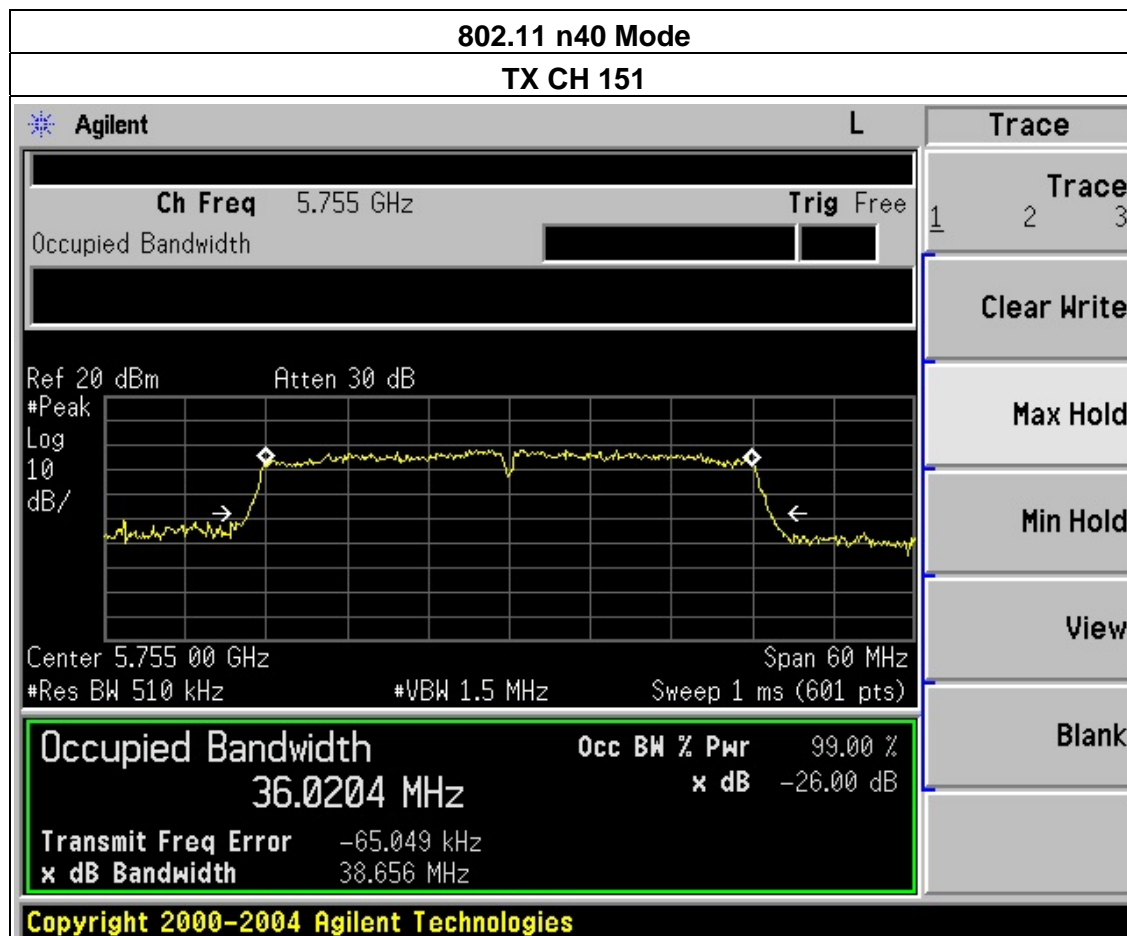 802.11 n40 Mode
TX CH 151
Agilent L Trace
Ch Freq 5.755 GHz Trig Free
Occupied Bandwidth
Trace
1 2 3
Clear Write
Max Hold
Min Hold
View
Blank
Ref 20 dBm Atten 30 dB
#Peak
Log
10
dB/
Center 5.755 00 GHz Span 60 MHz
#Res BW 510 kHz #VBW 1.5 MHz Sweep 1 ms (601 pts)
Occupied Bandwidth Occ BW % Pwr 99.00 %
36.0204 MHz x dB -26.00 dB
Transmit Freq Error -65.049 kHz
x dB Bandwidth 38.656 MHz
Copyright 2000-2004 Agilent Technologies